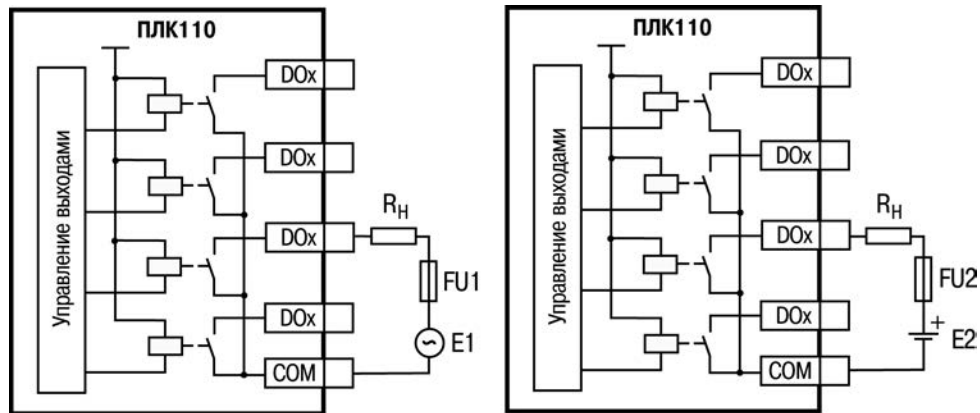 ПЛК110
Управление выходами
DOx
DOx
DOx
DOx
COM
RН
FU1
E1
ПЛК110
Управление выходами
DOx
DOx
DOx
DOx
COM
RН
FU2
+
E2